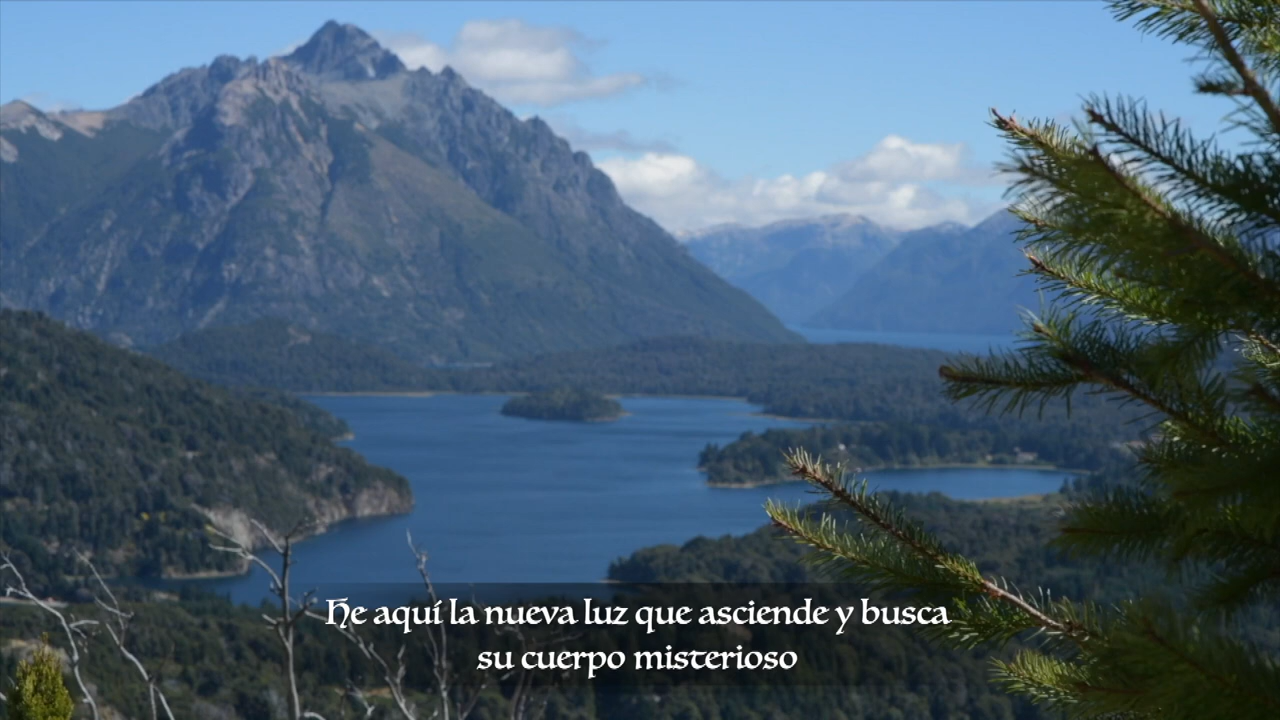 He aquí la nueva luz que asciende y busca
su cuerpo misterioso